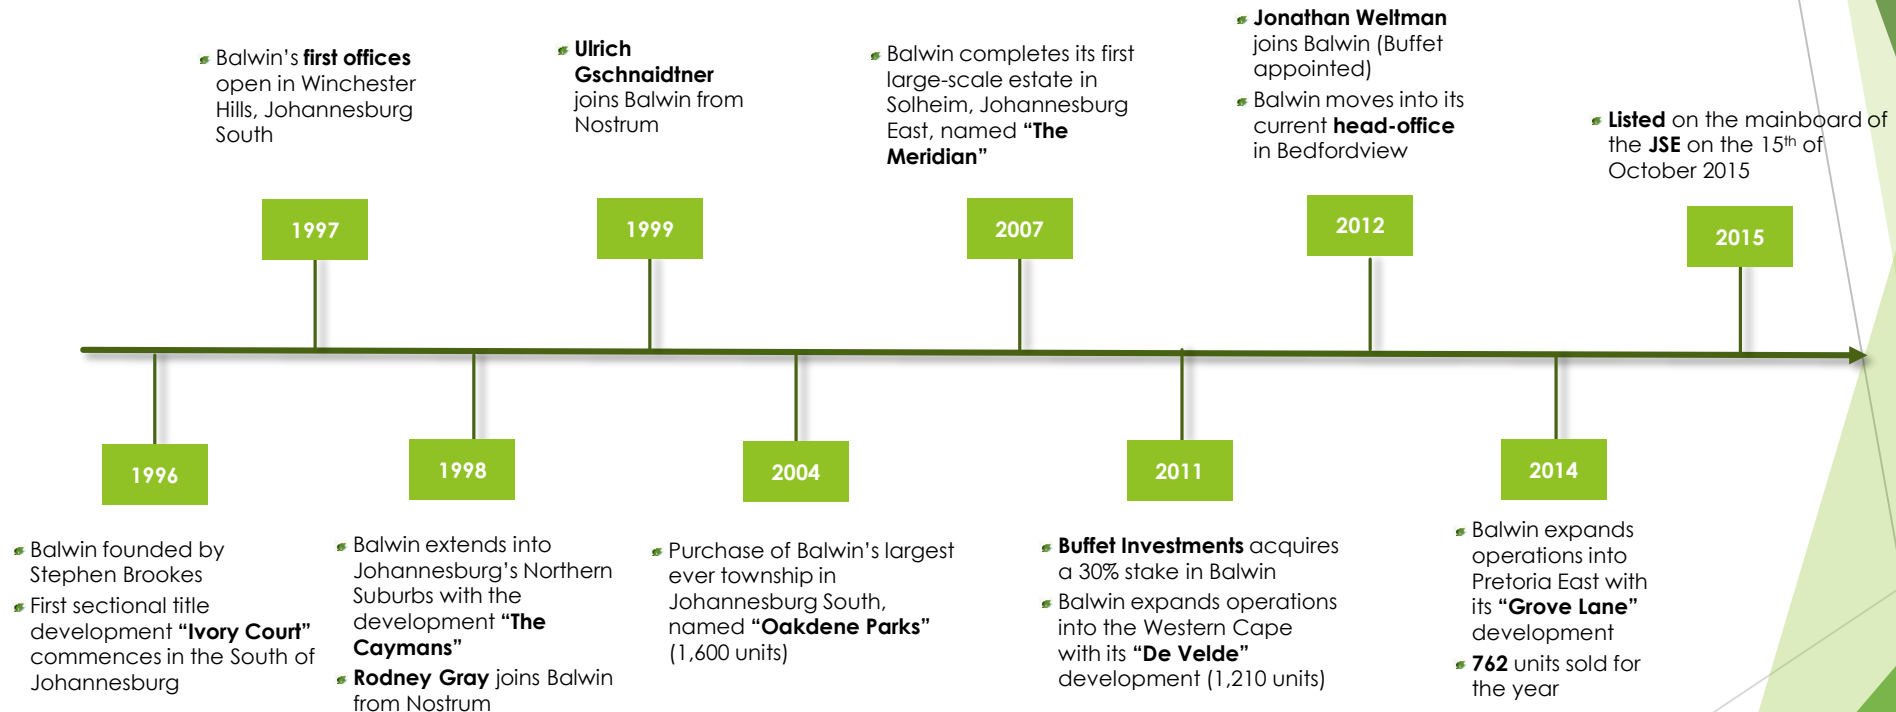 Balwin’s first offices
open in Winchester
Hills, Johannesburg
South
Ulrich
Gschnaidtner
joins Balwin from
Nostrum
Balwin completes its first
large-scale estate in
Solheim, Johannesburg
East, named “The
Meridian”
Jonathan Weltman
joins Balwin (Buffet
appointed)
Balwin moves into its
current head-office
in Bedfordview
Listed on the mainboard of
the JSE on the 15th of
October 2015
1997
1999
2007
2012
2015
1996
1998
2004
2011
2014
Balwin founded by
Stephen Brookes
First sectional title
development “Ivory Court”
commences in the South of
Johannesburg
Balwin extends into
Johannesburg’s Northern
Suburbs with the
development “The
Caymans”
Rodney Gray joins Balwin
from Nostrum
Purchase of Balwin’s largest
ever township in
Johannesburg South,
named “Oakdene Parks”
(1,600 units)
Buffet Investments acquires
a 30% stake in Balwin
Balwin expands operations
into the Western Cape
with its “De Velde”
development (1,210 units)
Balwin expands
operations into
Pretoria East with
its “Grove Lane”
development
762 units sold for
the year